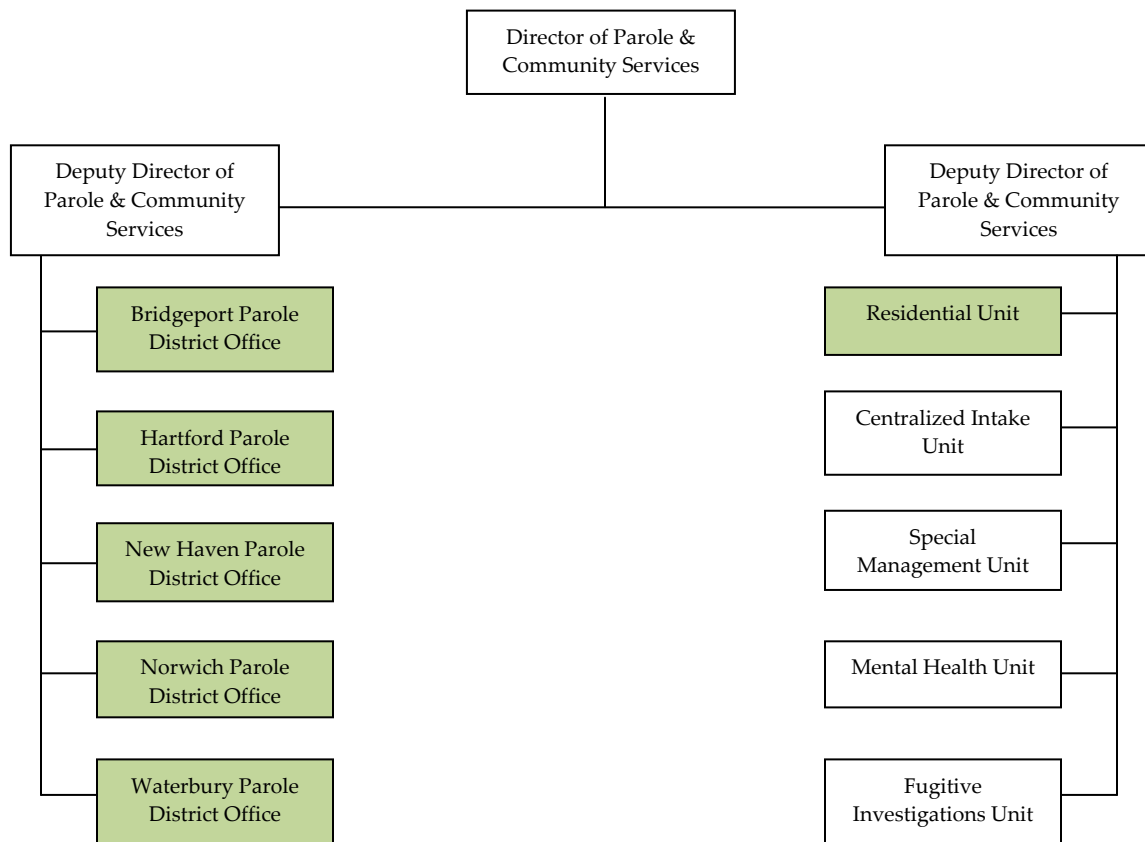 Director of Parole &
Community Services
Deputy Director of
Parole & Community
Services
Deputy Director of
Parole & Community
Services
Bridgeport Parole
District Office
Hartford Parole
District Office
New Haven Parole
District Office
Norwich Parole
District Office
Waterbury Parole
District Office
Residential Unit
Centralized Intake
Unit
Special
Management Unit
Mental Health Unit
Fugitive
Investigations Unit